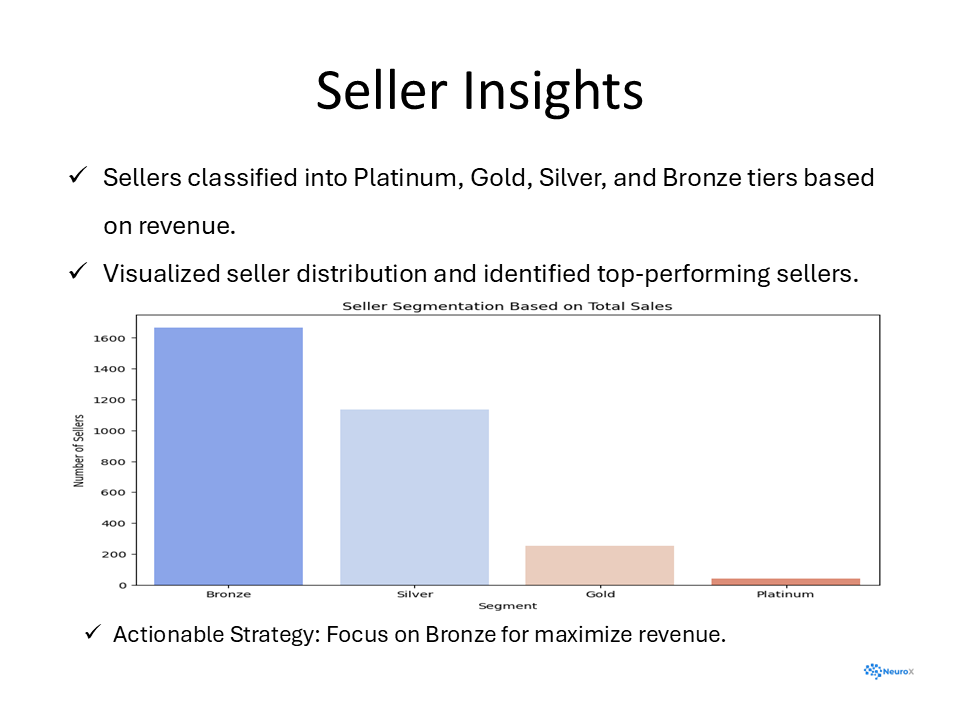 Seller Insights
✓ Sellers classified into Platinum, Gold, Silver, and Bronze tiers based
on revenue.
✓ Visualized seller distribution and identified top-performing sellers.
Seller Segmentation Based on Total Sales
Number of Sellers
1600
1400
1200
1000
800
600
400
200
0
Bronze Silver Gold Platinum
Segment
✓ Actionable Strategy: Focus on Bronze for maximize revenue.
NeuroX